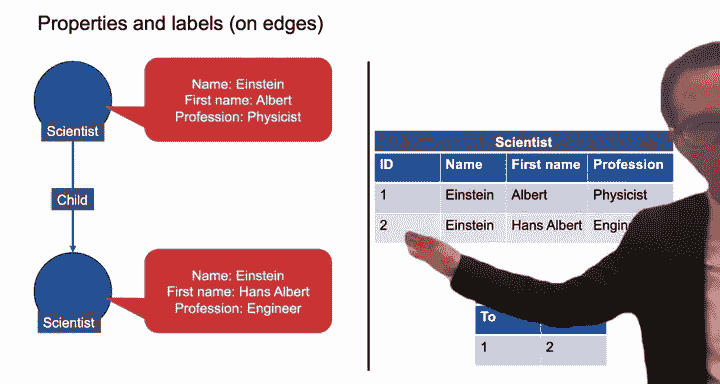 Properties and labels (on edges)
Name: Einstein
First name: Albert
Profession: Physicist
Scientist
Child
Name: Einstein
First name: Hans Albert
Profession: Engineer
Scientist
Scientist
ID Name First name Profession
1 Einstein Albert Physicist
2 Einstein Hans Albert
To
1 2